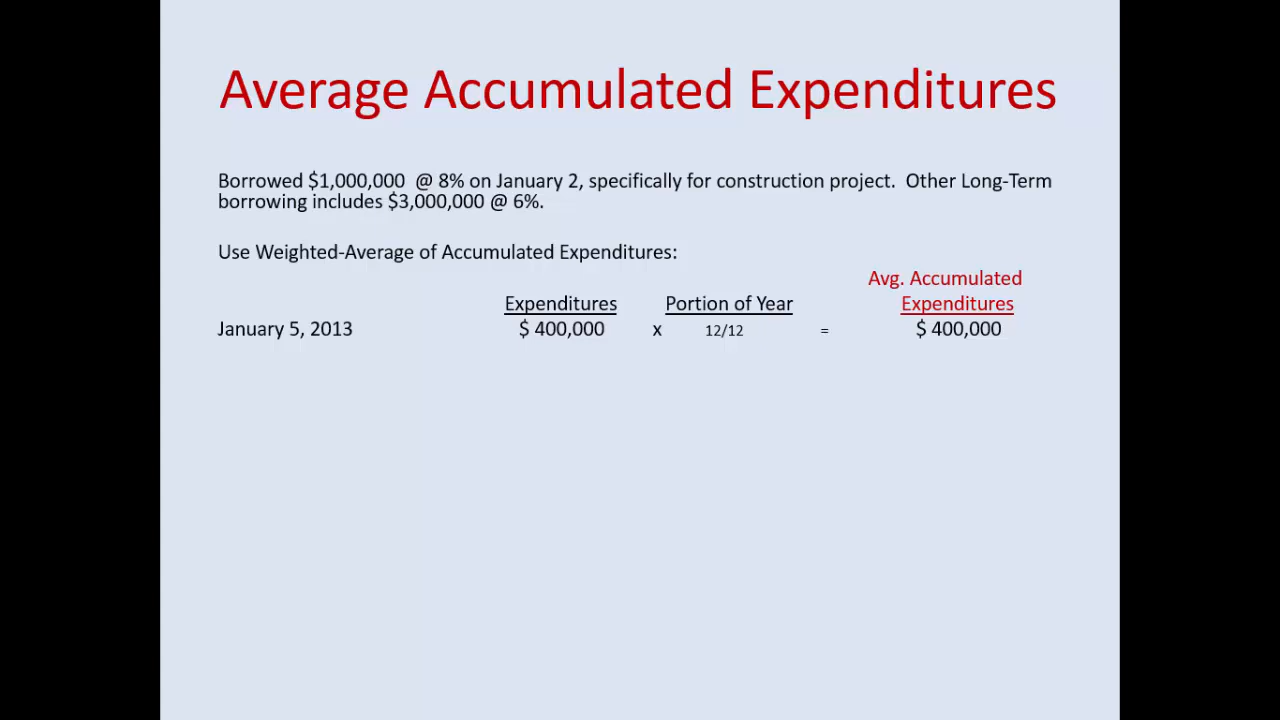 Average Accumulated Expenditures
Borrowed $1,000,000  @ 8% on January 2, specifically for construction project.  Other Long-Term
borrowing includes $3,000,000 @ 6%.
Use Weighted-Average of Accumulated Expenditures:
Avg. Accumulated
Expenditures Portion of Year Expenditures
January 5, 2013 $ 400,000 x 12/12 = $ 400,000